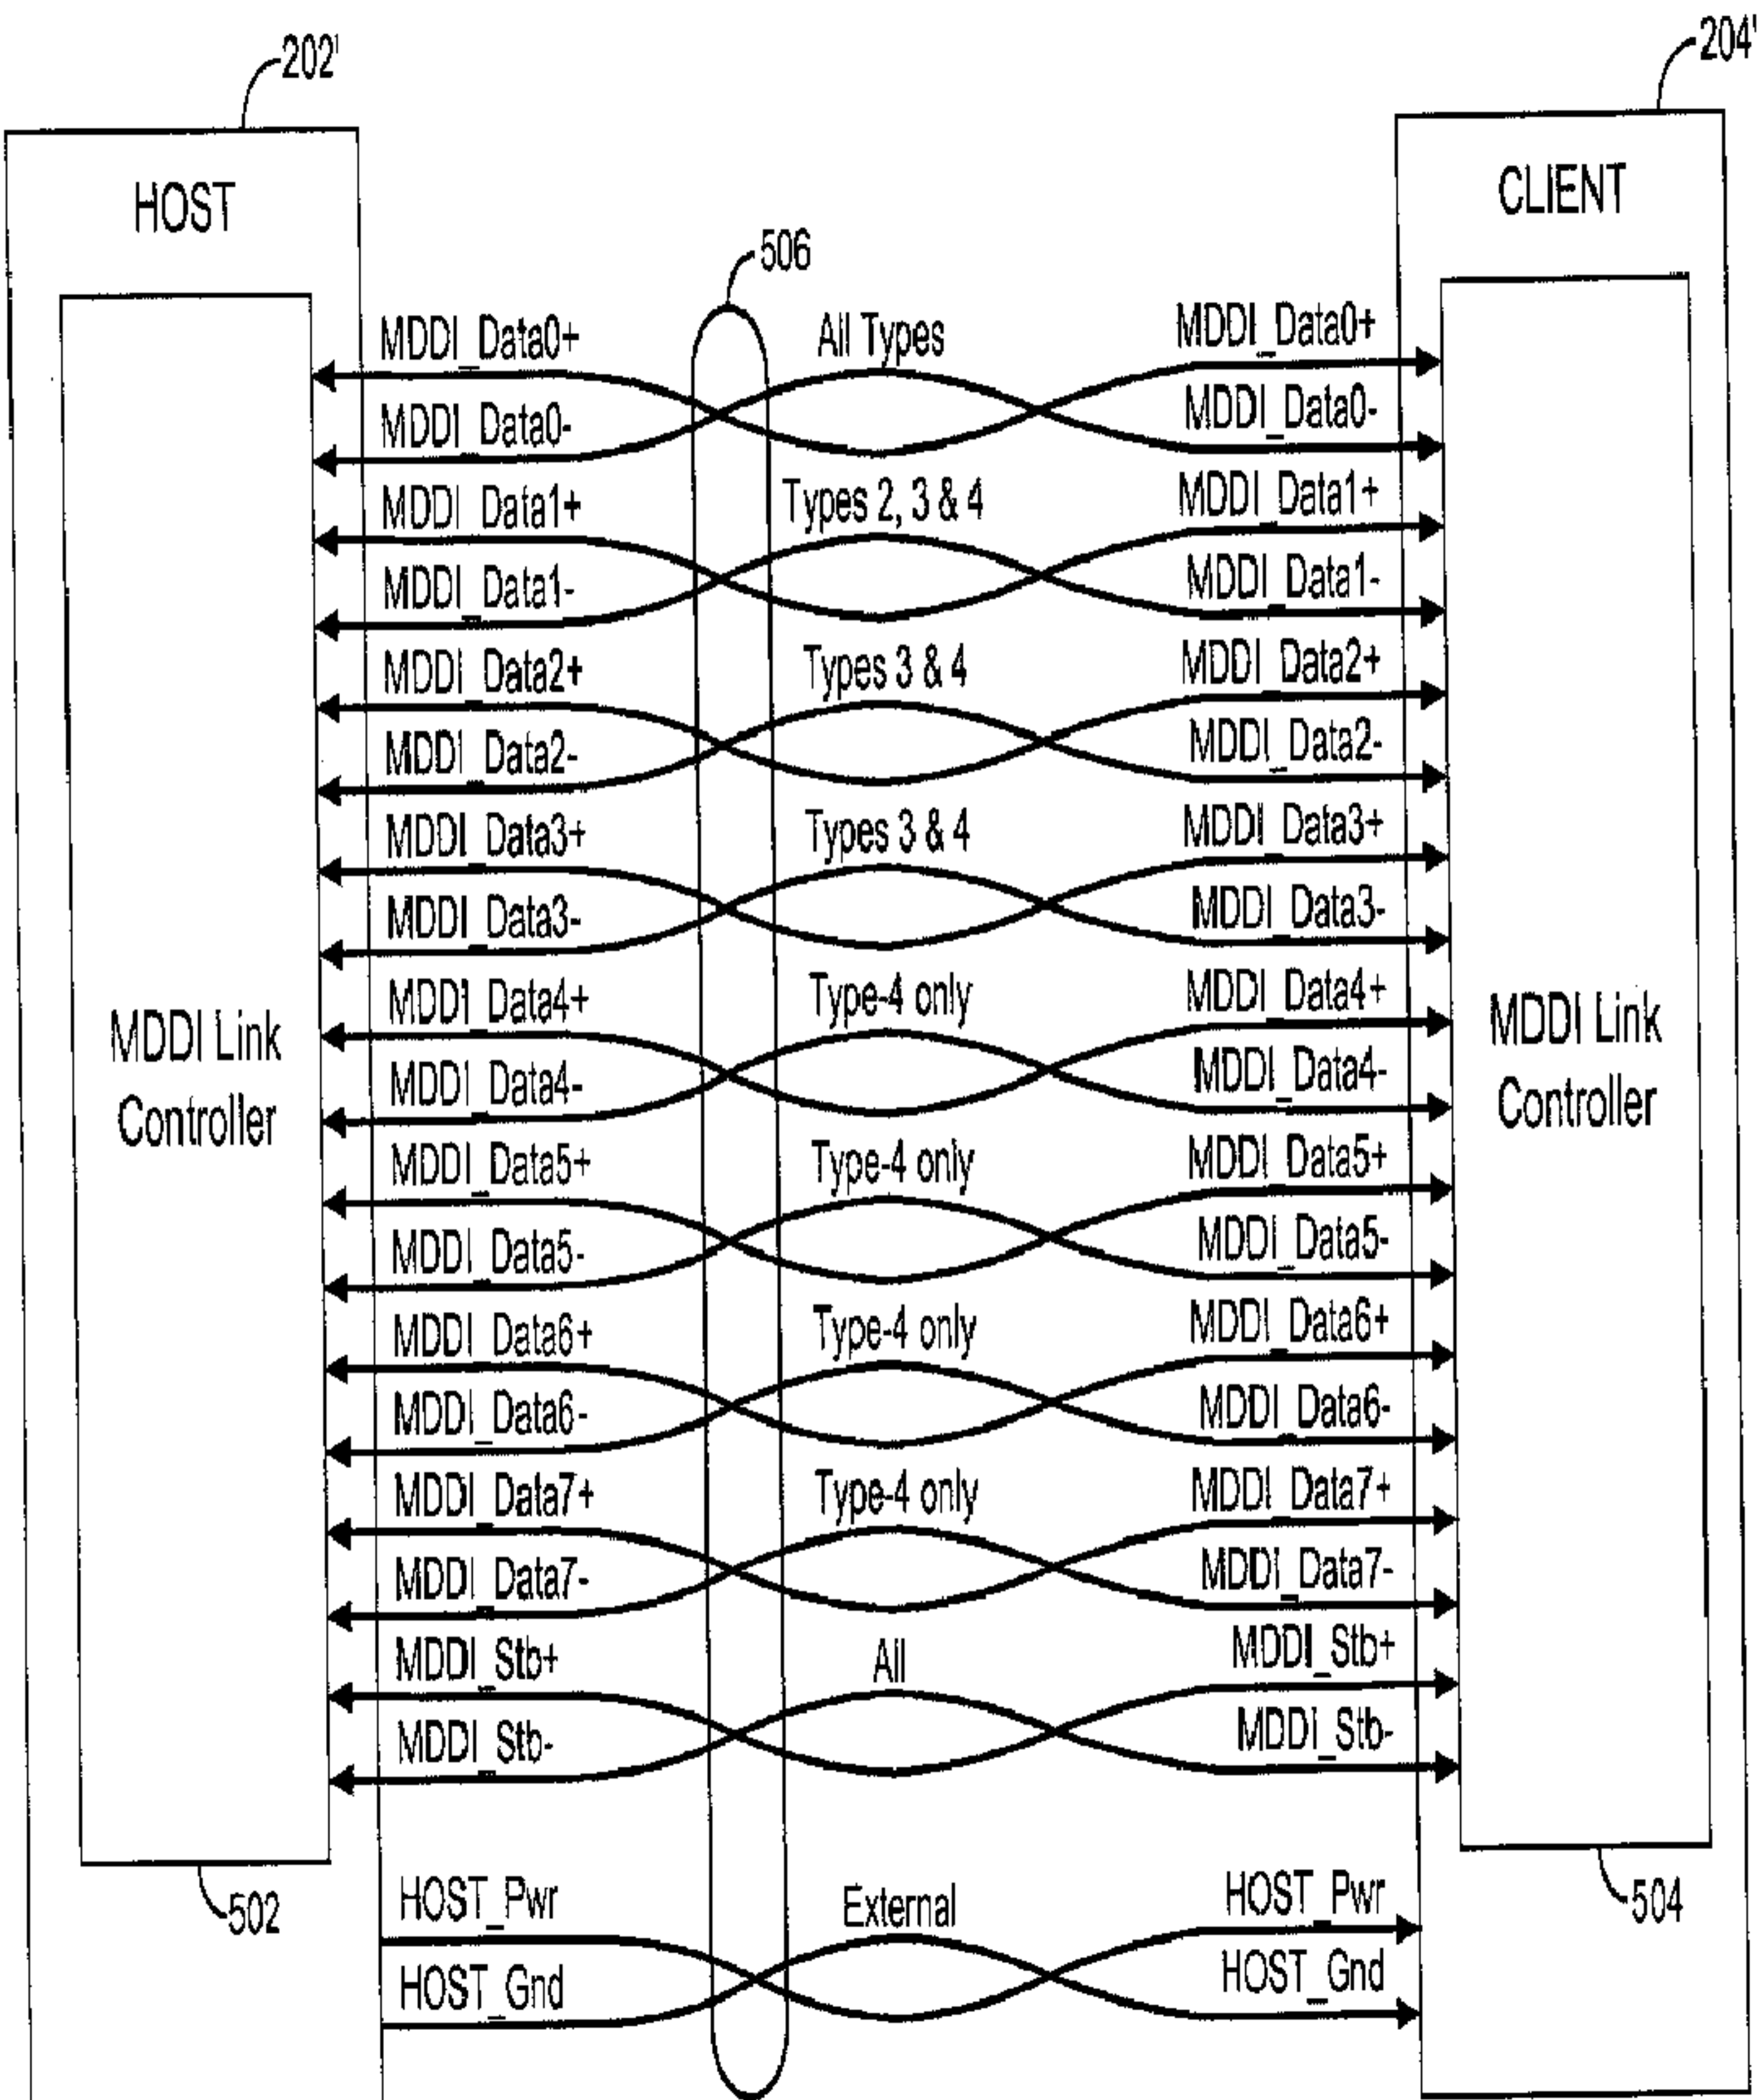 202'
204'
HOST
CLIENT
506
MDDI_Data0+ All Types MDDI_Data0+
MDDI_Data0- MDDI_Data0-
MDDI_Data1+ Types 2, 3 & 4 MDDI_Data1+
MDDI_Data1- MDDI_Data1-
MDDI_Data2+ Types 3 & 4 MDDI_Data2+
MDDI_Data2- MDDI_Data2-
MDDI_Data3+ Types 3 & 4 MDDI_Data3+
MDDI_Data3- MDDI_Data3-
MDDI Link
Controller
MDDI_Data4+ Type-4 only MDDI_Data4+
MDDI_Data4- MDDI_Data4-
MDDI Link
Controller
MDDI_Data5+ Type-4 only MDDI_Data5+
MDDI_Data5- MDDI_Data5-
MDDI_Data6+ Type-4 only MDDI_Data6+
MDDI_Data6- MDDI_Data6-
MDDI_Data7+ Type-4 only MDDI_Data7+
MDDI_Data7- MDDI_Data7-
MDDI_Stb+ All MDDI_Stb+
MDDI_Stb- MDDI_Stb-
502
HOST_Pwr External HOST_Pwr
HOST_Gnd HOST_Gnd
504